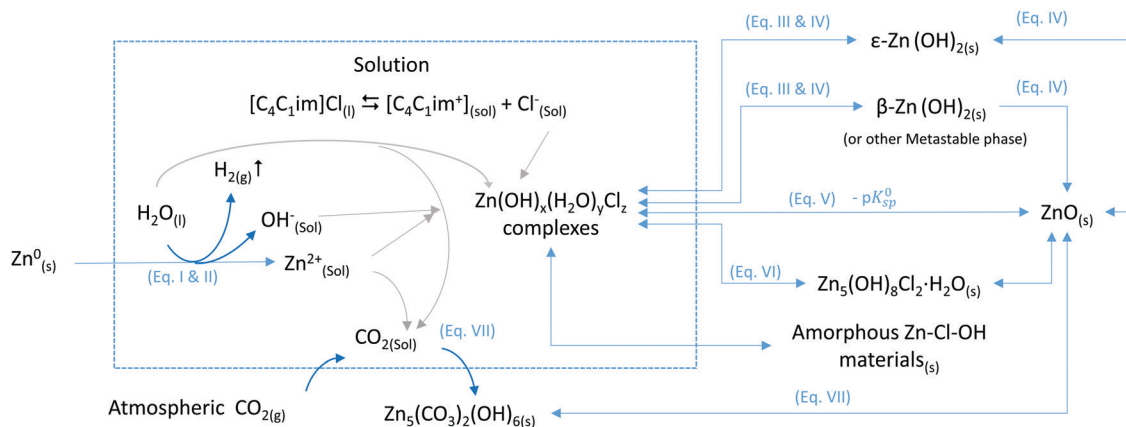 (Eq. III & IV)
(Eq. IV)
ε-Zn (OH)2(s)
Solution
[C4C1im]Cl(l) ⇆ [C4C1im+](sol) + Cl-(Sol)
(Eq. III & IV)
(Eq. IV)
β-Zn (OH)2(s)
(or other Metastable phase)
H2(g)↑
H2O(l)
OH-(Sol)
Zn(OH)x(H2O)yClz
complexes
(Eq. V) - pK0sp
ZnO(s)
Zn0(s)
(Eq. I & II)
Zn2+(Sol)
(Eq. VI)
Zn5(OH)8Cl2·H2O(s)
CO2(Sol)
(Eq. VII)
Amorphous Zn-Cl-OH
materials(s)
Atmospheric CO2(g)
Zn5(CO3)2(OH)6(s)
(Eq. VII)